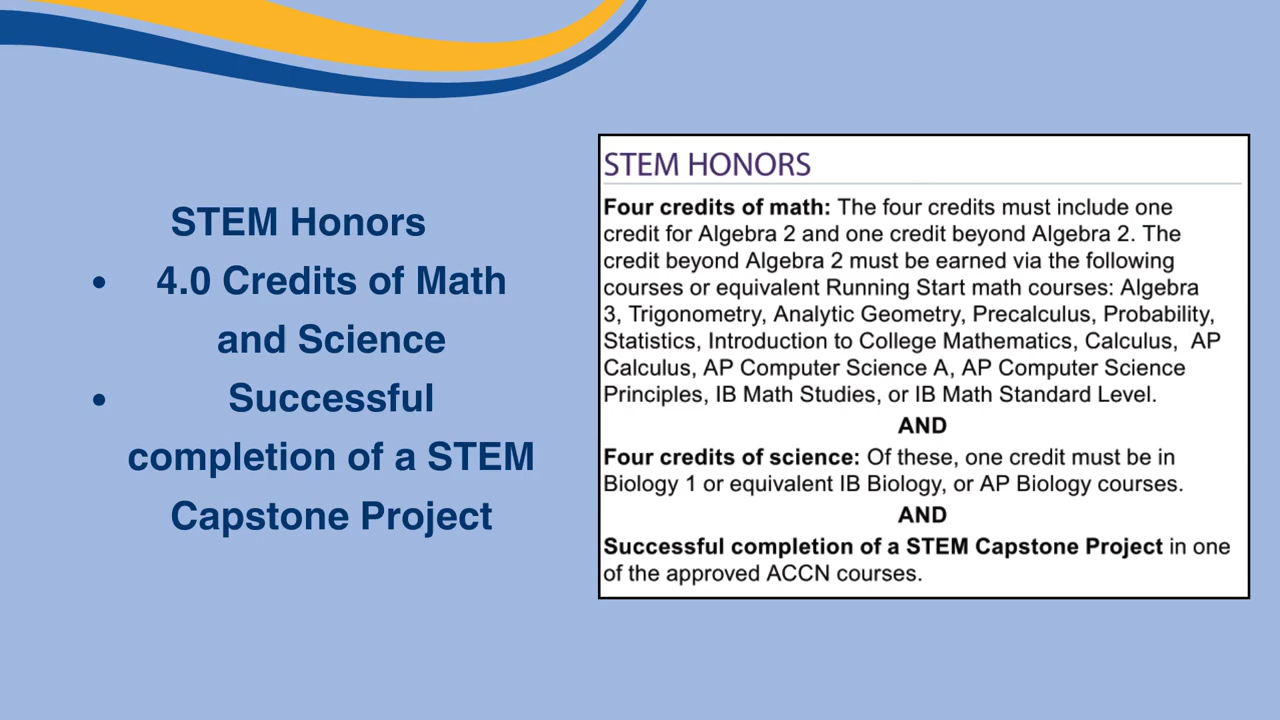 STEM Honors
• 4.0 Credits of Math
and Science
• Successful
completion of a STEM
Capstone Project
STEM HONORS
Four credits of math: The four credits must include one
credit for Algebra 2 and one credit beyond Algebra 2. The
credit beyond Algebra 2 must be earned via the following
courses or equivalent Running Start math courses: Algebra
3, Trigonometry, Analytic Geometry, Precalculus, Probability,
Statistics, Introduction to College Mathematics, Calculus, AP
Calculus, AP Computer Science A, AP Computer Science
Principles, IB Math Studies, or IB Math Standard Level.
AND
Four credits of science: Of these, one credit must be in
Biology 1 or equivalent IB Biology, or AP Biology courses.
AND
Successful completion of a STEM Capstone Project in one
of the approved ACCN courses.